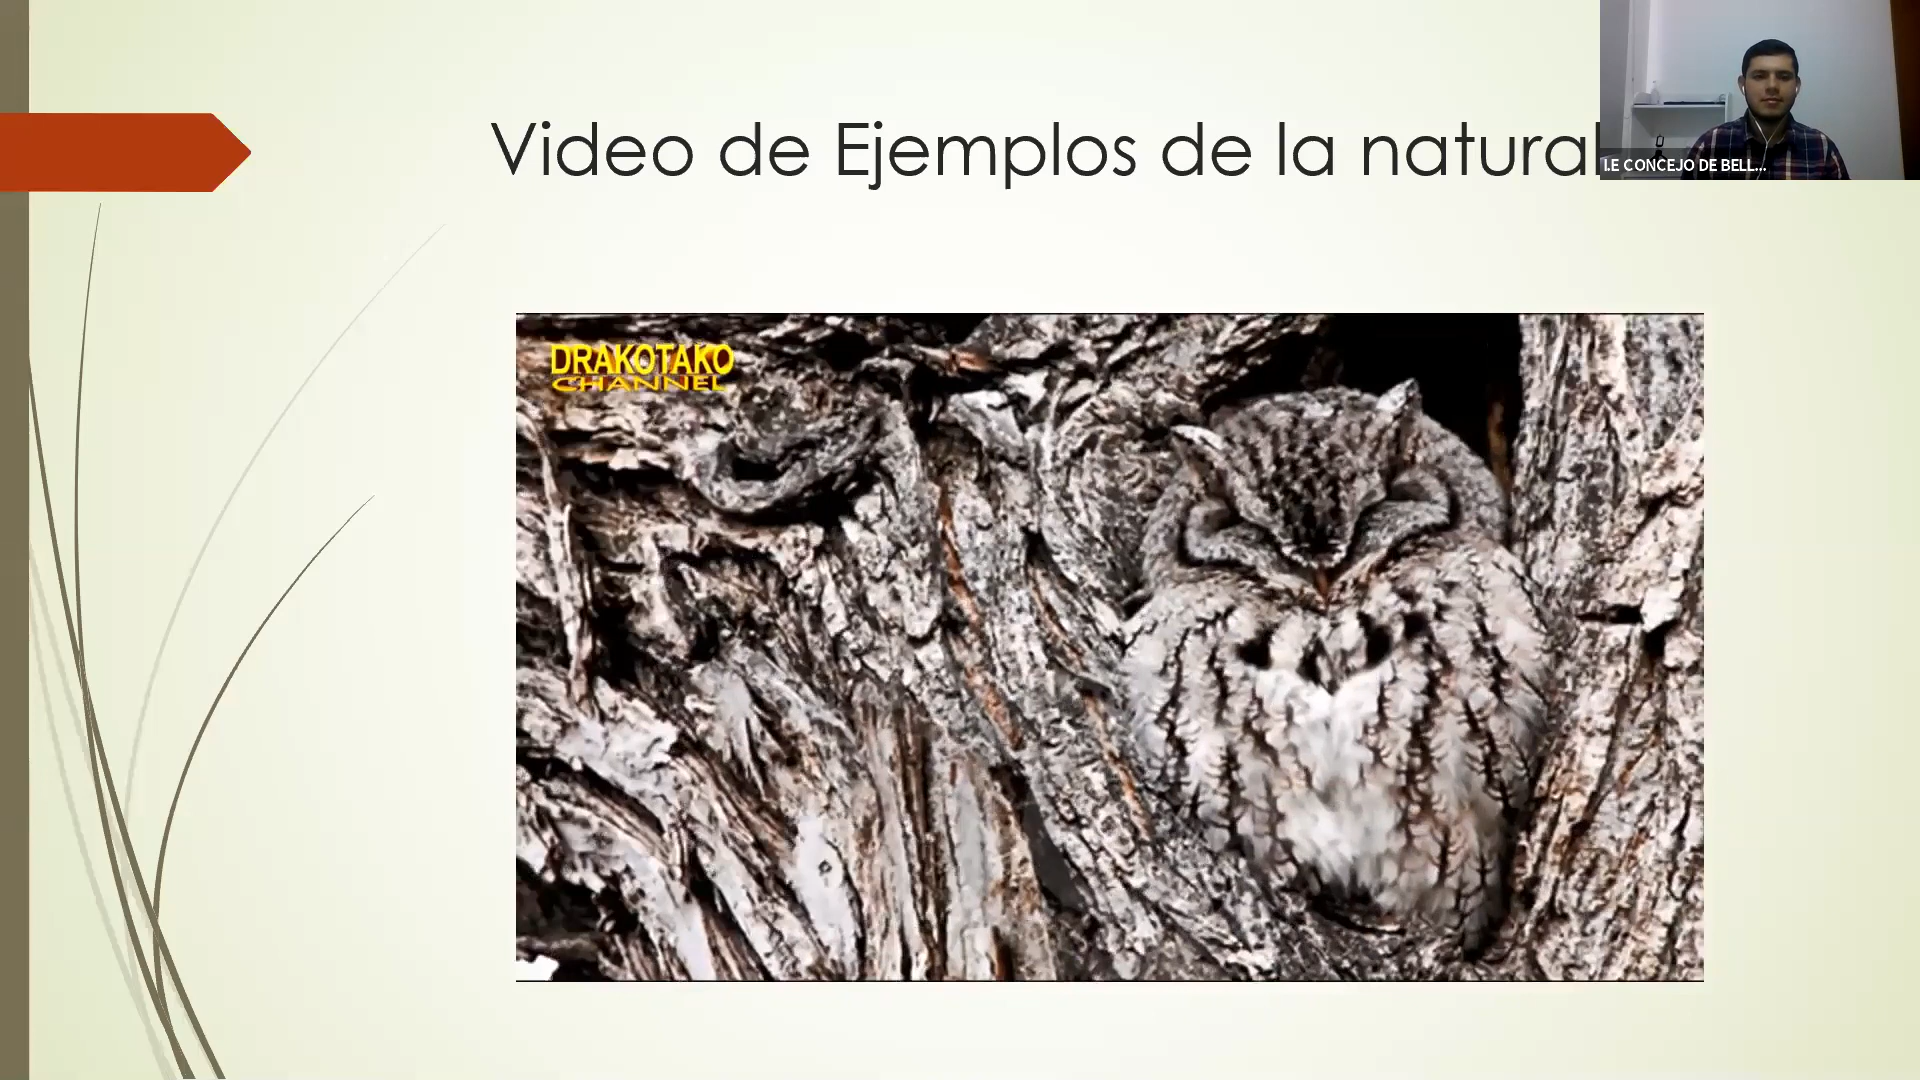 Video de Ejemplos de la natural
I.E CONCEJO DE BELL...
DRAKOTAKO
CHANNEL